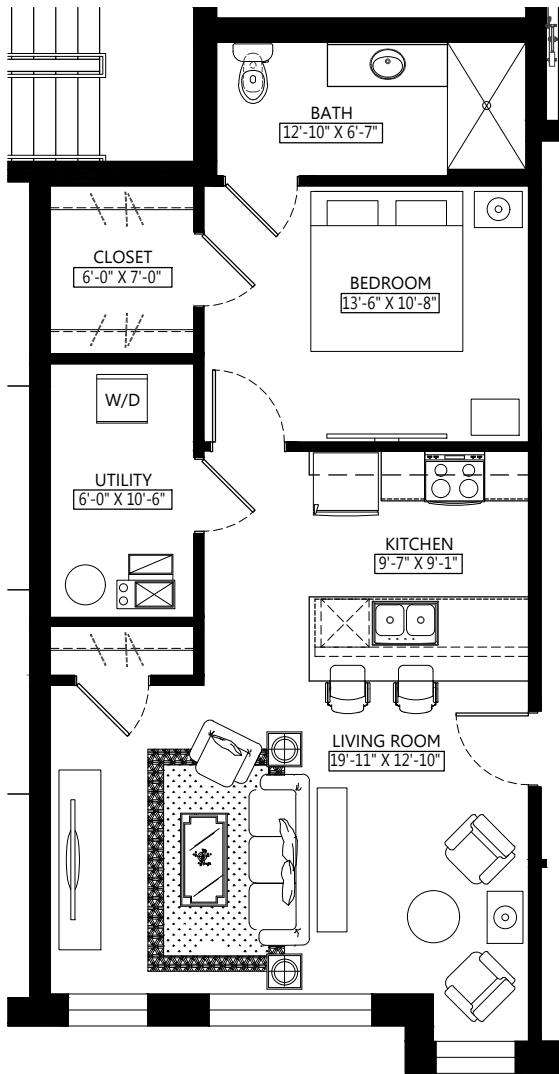 BATH
12'-10" X 6'-7"
CLOSET
6'-0" X 7'-0"
BEDROOM
13'-6" X 10'-8"
W/D
UTILITY
6'-0" X 10'-6"
KITCHEN
9'-7" X 9'-1"
LIVING ROOM
19'-11" X 12'-10"